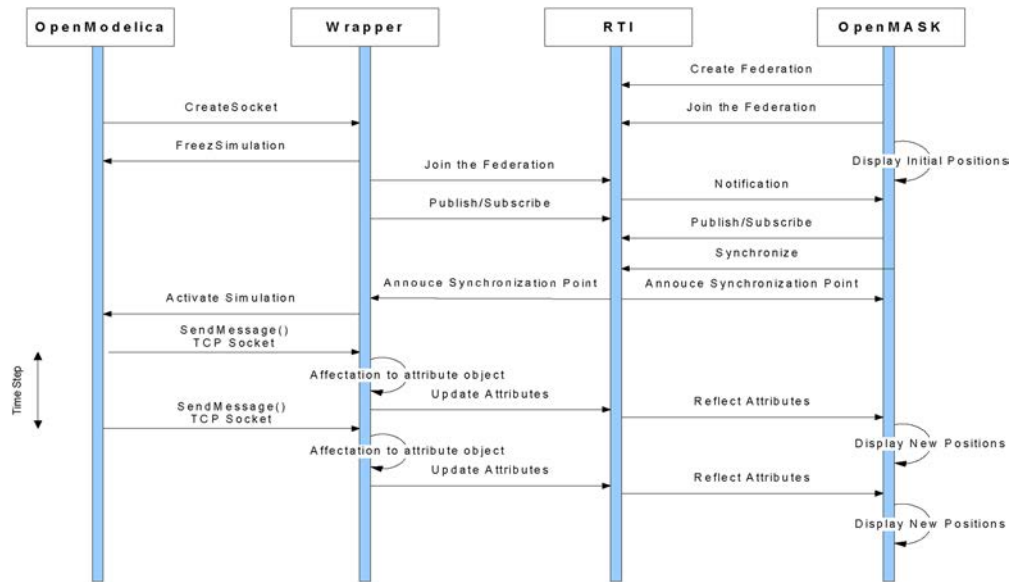 OpenModelica
Wrapper
RTI
OpenMASK
Create Federation
CreateSocket
Join the Federation
FreezSimulation
Display Initial Positions
Join the Federation
Notification
Publish/Subscribe
Publish/Subscribe
Synchronize
Annouce Synchronization Point
Annouce Synchronization Point
Activate Simulation
SendMessage()
TCP Socket
Time Step
Affectation to attribute object
Update Attributes
Reflect Attributes
SendMessage()
TCP Socket
Display New Positions
Affectation to attribute object
Update Attributes
Reflect Attributes
Display New Positions